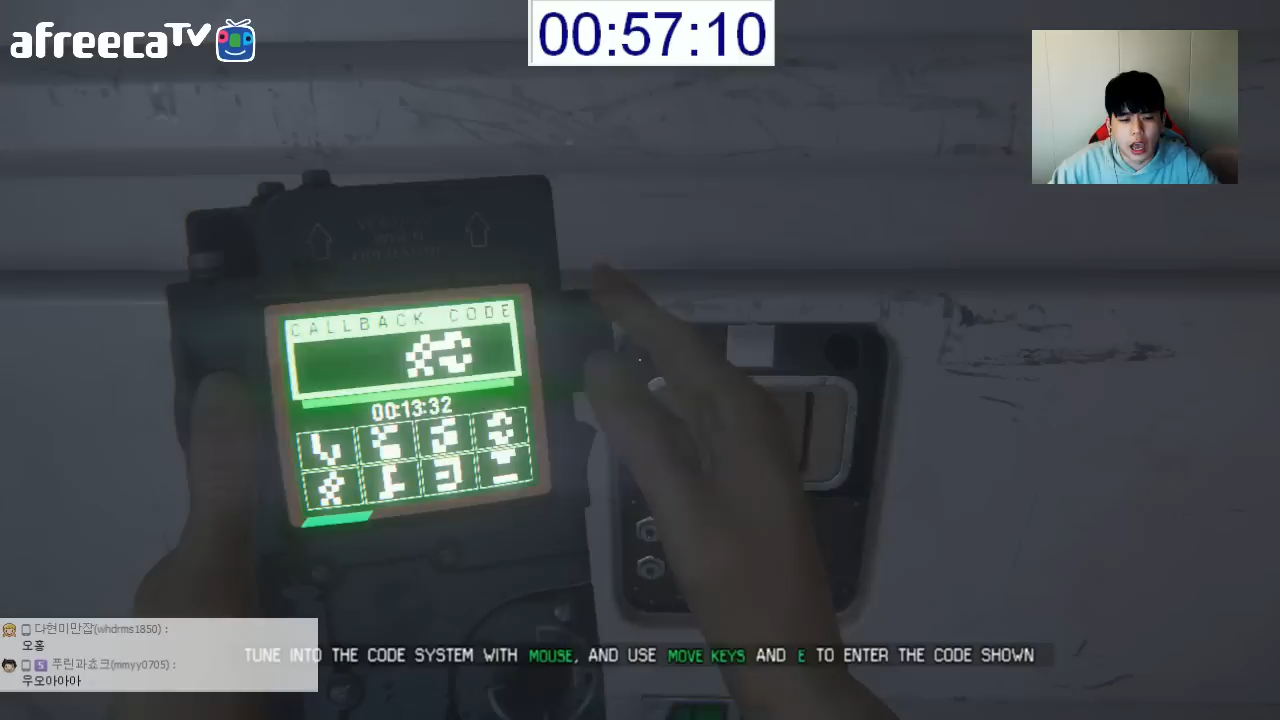 afreecaTV
00:57:10
CALLBACK CODE
00:13:32
다현미만잡(whdrms1850) :
오홍
5 푸린과쵸크(mmyy0705) :
우오아아아
TUNE INTO THE CODE SYSTEM WITH MOUSE, AND USE MOVE KEYS AND E TO ENTER THE CODE SHOWN